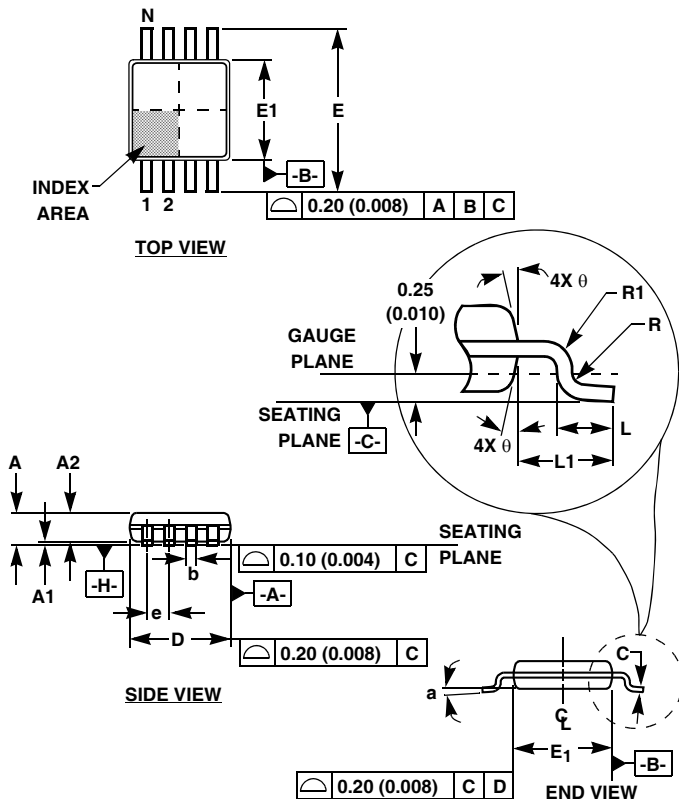 N
E1
E
-B-
INDEX
AREA
1 2
0.20 (0.008) A B C
TOP VIEW
0.25
(0.010)
4X θ
R1
R
GAUGE
PLANE
SEATING
PLANE
-C-
4X θ
L
L1
A A2
SEATING
PLANE
A1
-H-
b
e
D
0.10 (0.004) C
-A-
0.20 (0.008) C
SIDE VIEW
C
a
CL
E1
-B-
0.20 (0.008) C D
END VIEW